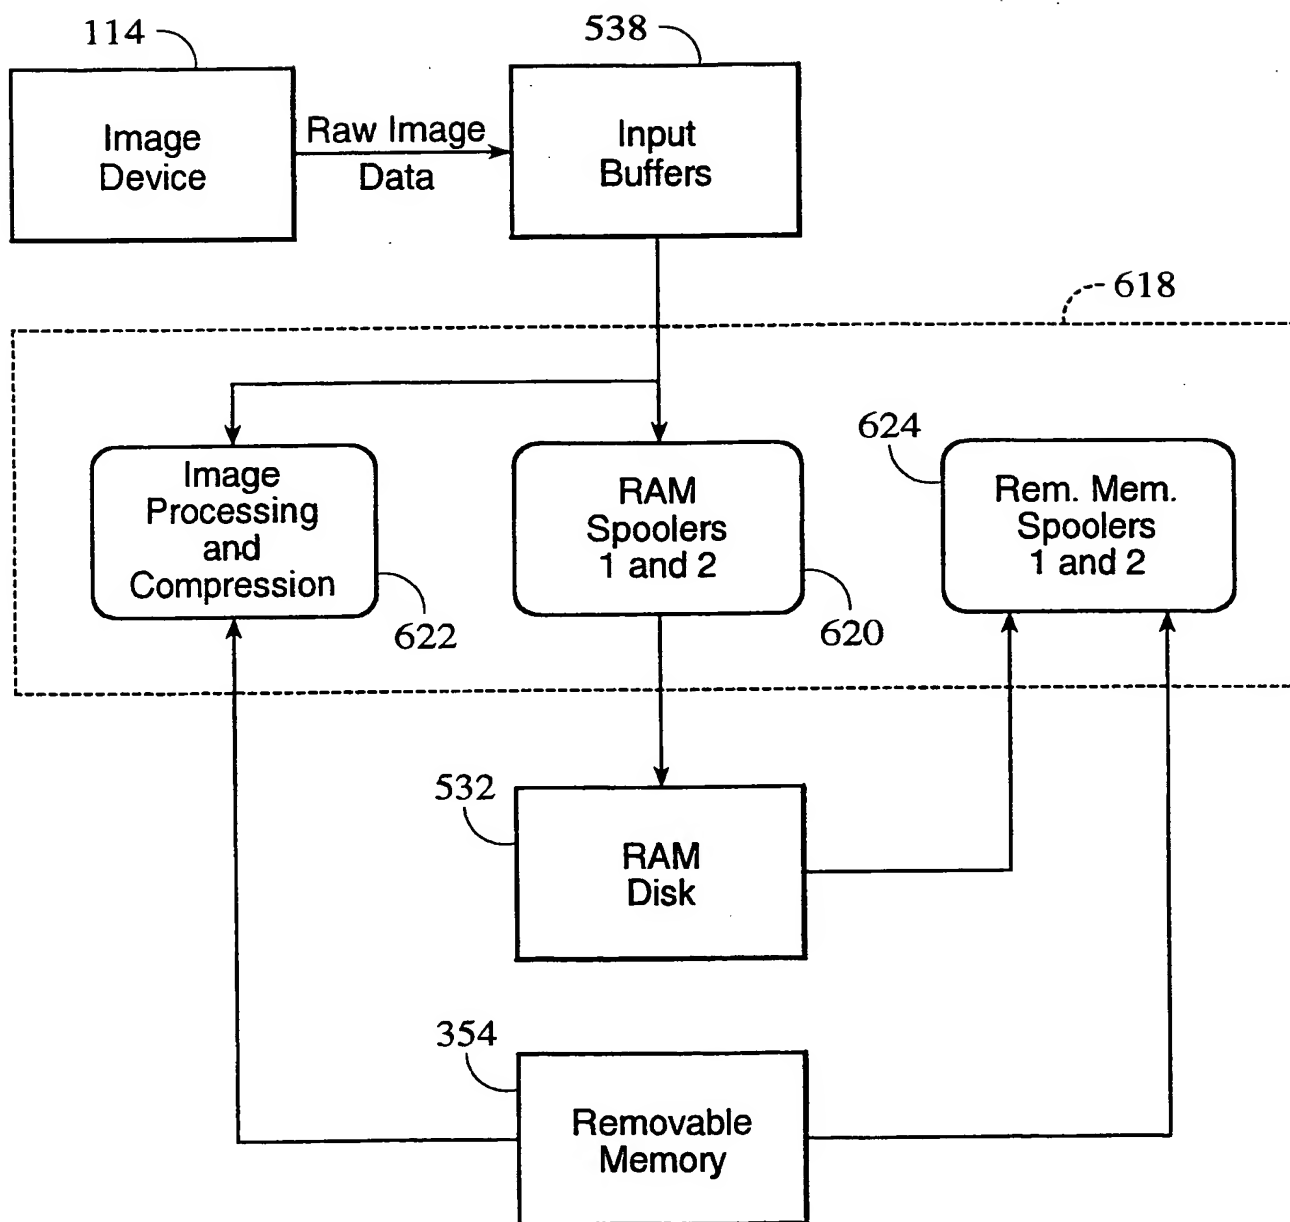 114
538
Image
Device
Raw Image
Data
Input
Buffers
618
624
Image
Processing
and
Compression
RAM
Spoolers
1 and 2
Rem. Mem.
Spoolers
1 and 2
622
620
532
RAM
Disk
354
Removable
Memory